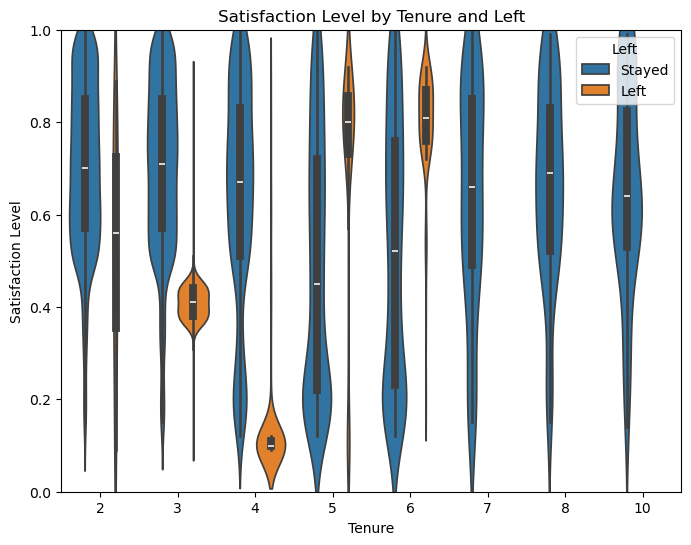 Satisfaction Level by Tenure and Left
1.0
0.8
0.6
0.4
0.2
0.0
Satisfaction Level
2 3 4 5 6 7 8 10
Tenure
Left
Stayed
Left